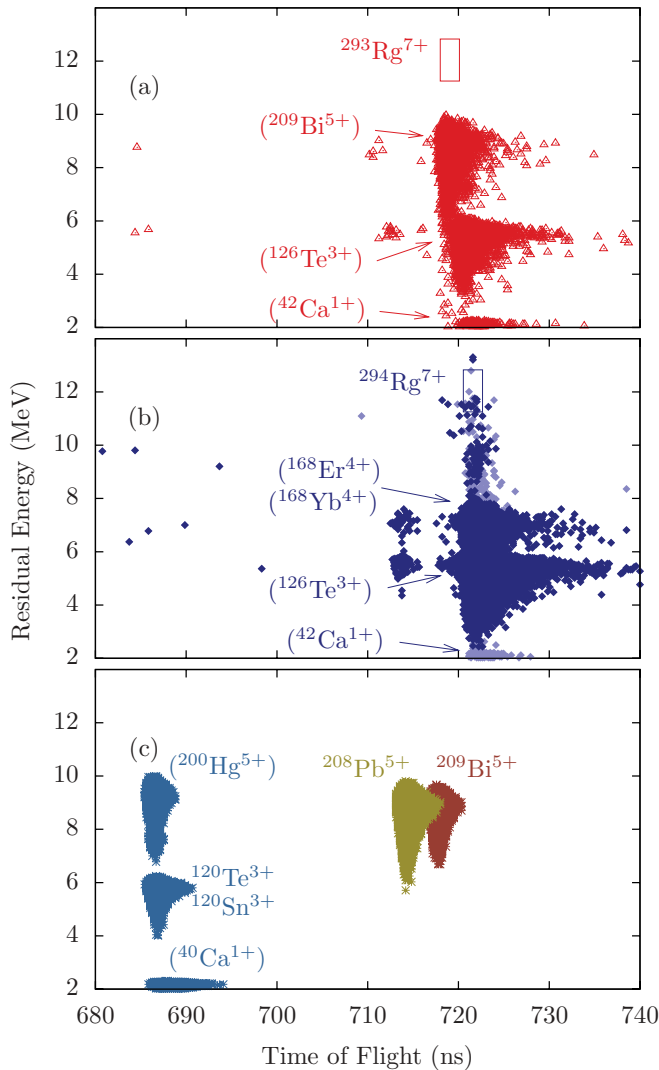 12
10
8
6
4
2
(a)
²⁹³Rg⁷⁺
(²⁰⁹Bi⁵⁺)
(¹²⁶Te³⁺)
(⁴²Ca¹⁺)
Residual Energy (MeV)
12
10
8
6
4
2
(b)
²⁹⁴Rg⁷⁺
(¹⁶⁸Er⁴⁺)
(¹⁶⁸Yb⁴⁺)
(¹²⁶Te³⁺)
(⁴²Ca¹⁺)
12
10
8
6
4
2
(c)
(²⁰⁰Hg⁵⁺)
²⁰⁸Pb⁵⁺ ²⁰⁹Bi⁵⁺
¹²⁰Te³⁺
¹²⁰Sn³⁺
(⁴⁰Ca¹⁺)
680 690 700 710 720 730 740
Time of Flight (ns)